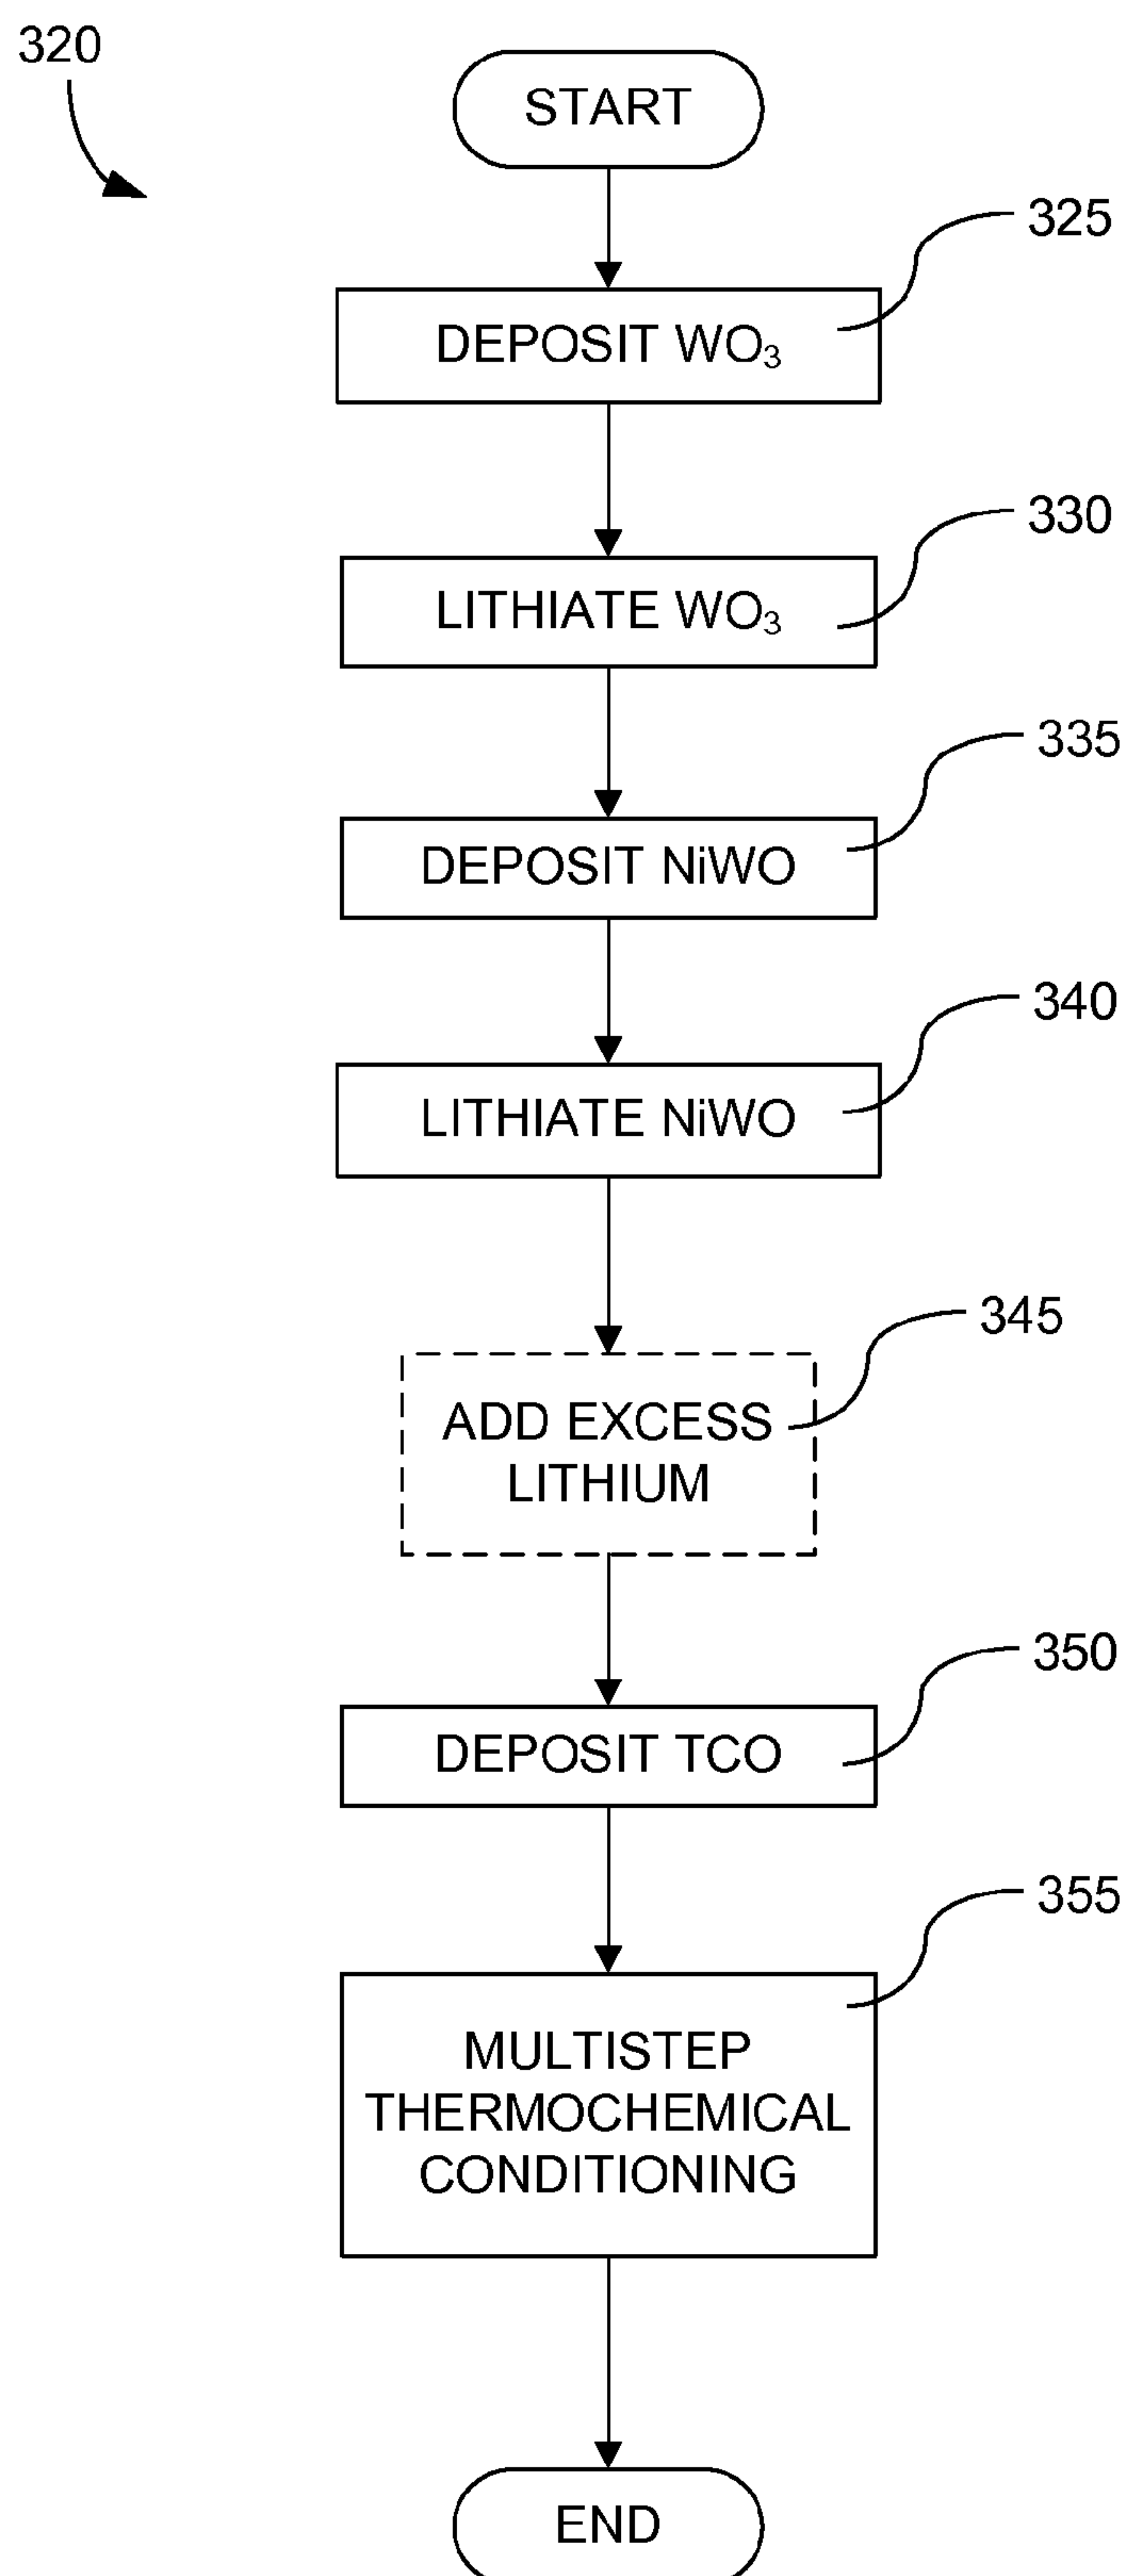 320
START
325
DEPOSIT WO₃
330
LITHIATE WO₃
335
DEPOSIT NiWO
340
LITHIATE NiWO
345
ADD EXCESS
LITHIUM
350
DEPOSIT TCO
355
MULTISTEP
THERMOCHEMICAL
CONDITIONING
END